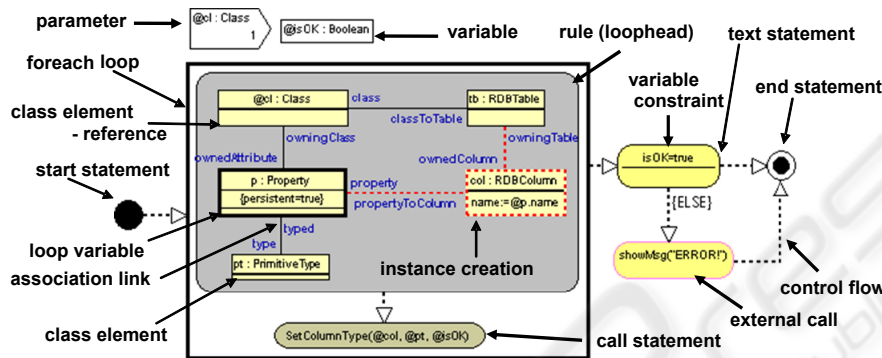 parameter
@cl : Class
1
@isOK : Boolean
variable
rule (loophead)
text statement
foreach loop
variable
constraint
end statement
@cl : Class
class
tb : RDBTable
class element
- reference
classToTable
owningClass
owningTable
isOK=true
ownedAttribute
ownedColumn
start statement
p : Property
property
col : RDBColumn
{persistent=true}
propertyToColumn
name:=@p.name
{ELSE}
loop variable
typed
type
association link
instance creation
showMsg("ERROR!")
pt : PrimitiveType
control flow
class element
external call
SetColumnType(@col, @pt, @isOK)
call statement